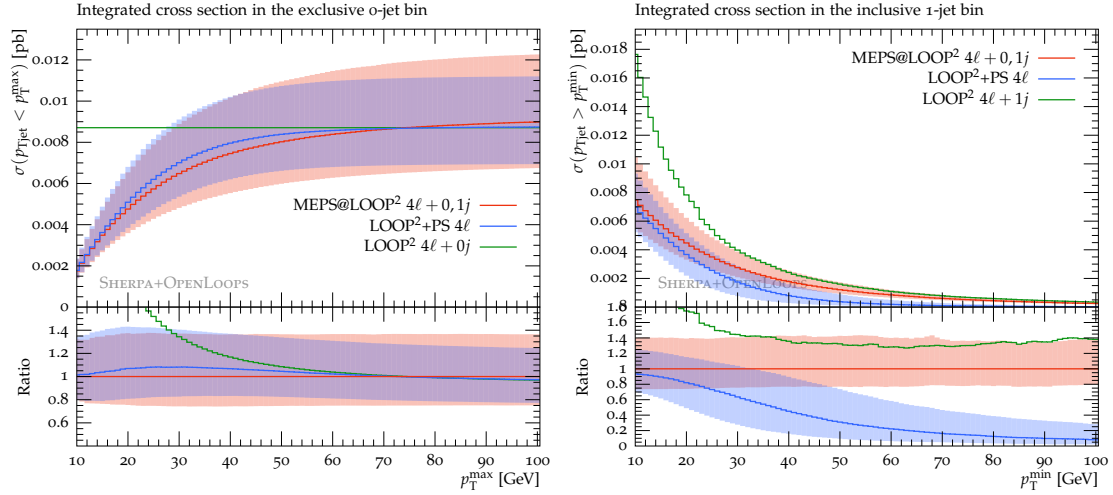 Integrated cross section in the exclusive 0-jet bin
σ(p_Tjet < p_T^max) [pb]
0.012
0.01
0.008
0.006
0.004
0.002
0
MEPS@LOOP² 4ℓ + 0, 1j
LOOP²+PS 4ℓ
LOOP² 4ℓ + 0j
SHERPA+OPENLOOPS
Ratio
1.4
1.2
1
0.8
0.6
10 20 30 40 50 60 70 80 90 100
p_T^max [GeV]
Integrated cross section in the inclusive 1-jet bin
σ(p_Tjet > p_T^min) [pb]
0.018
0.016
0.014
0.012
0.01
0.008
0.006
0.004
0.002
MEPS@LOOP² 4ℓ + 0, 1j
LOOP²+PS 4ℓ
LOOP² 4ℓ + 1j
SHERPA+OPENLOOPS
Ratio
1.6
1.4
1.2
1
0.8
0.6
0.4
0.2
0
10 20 30 40 50 60 70 80 90 100
p_T^min [GeV]